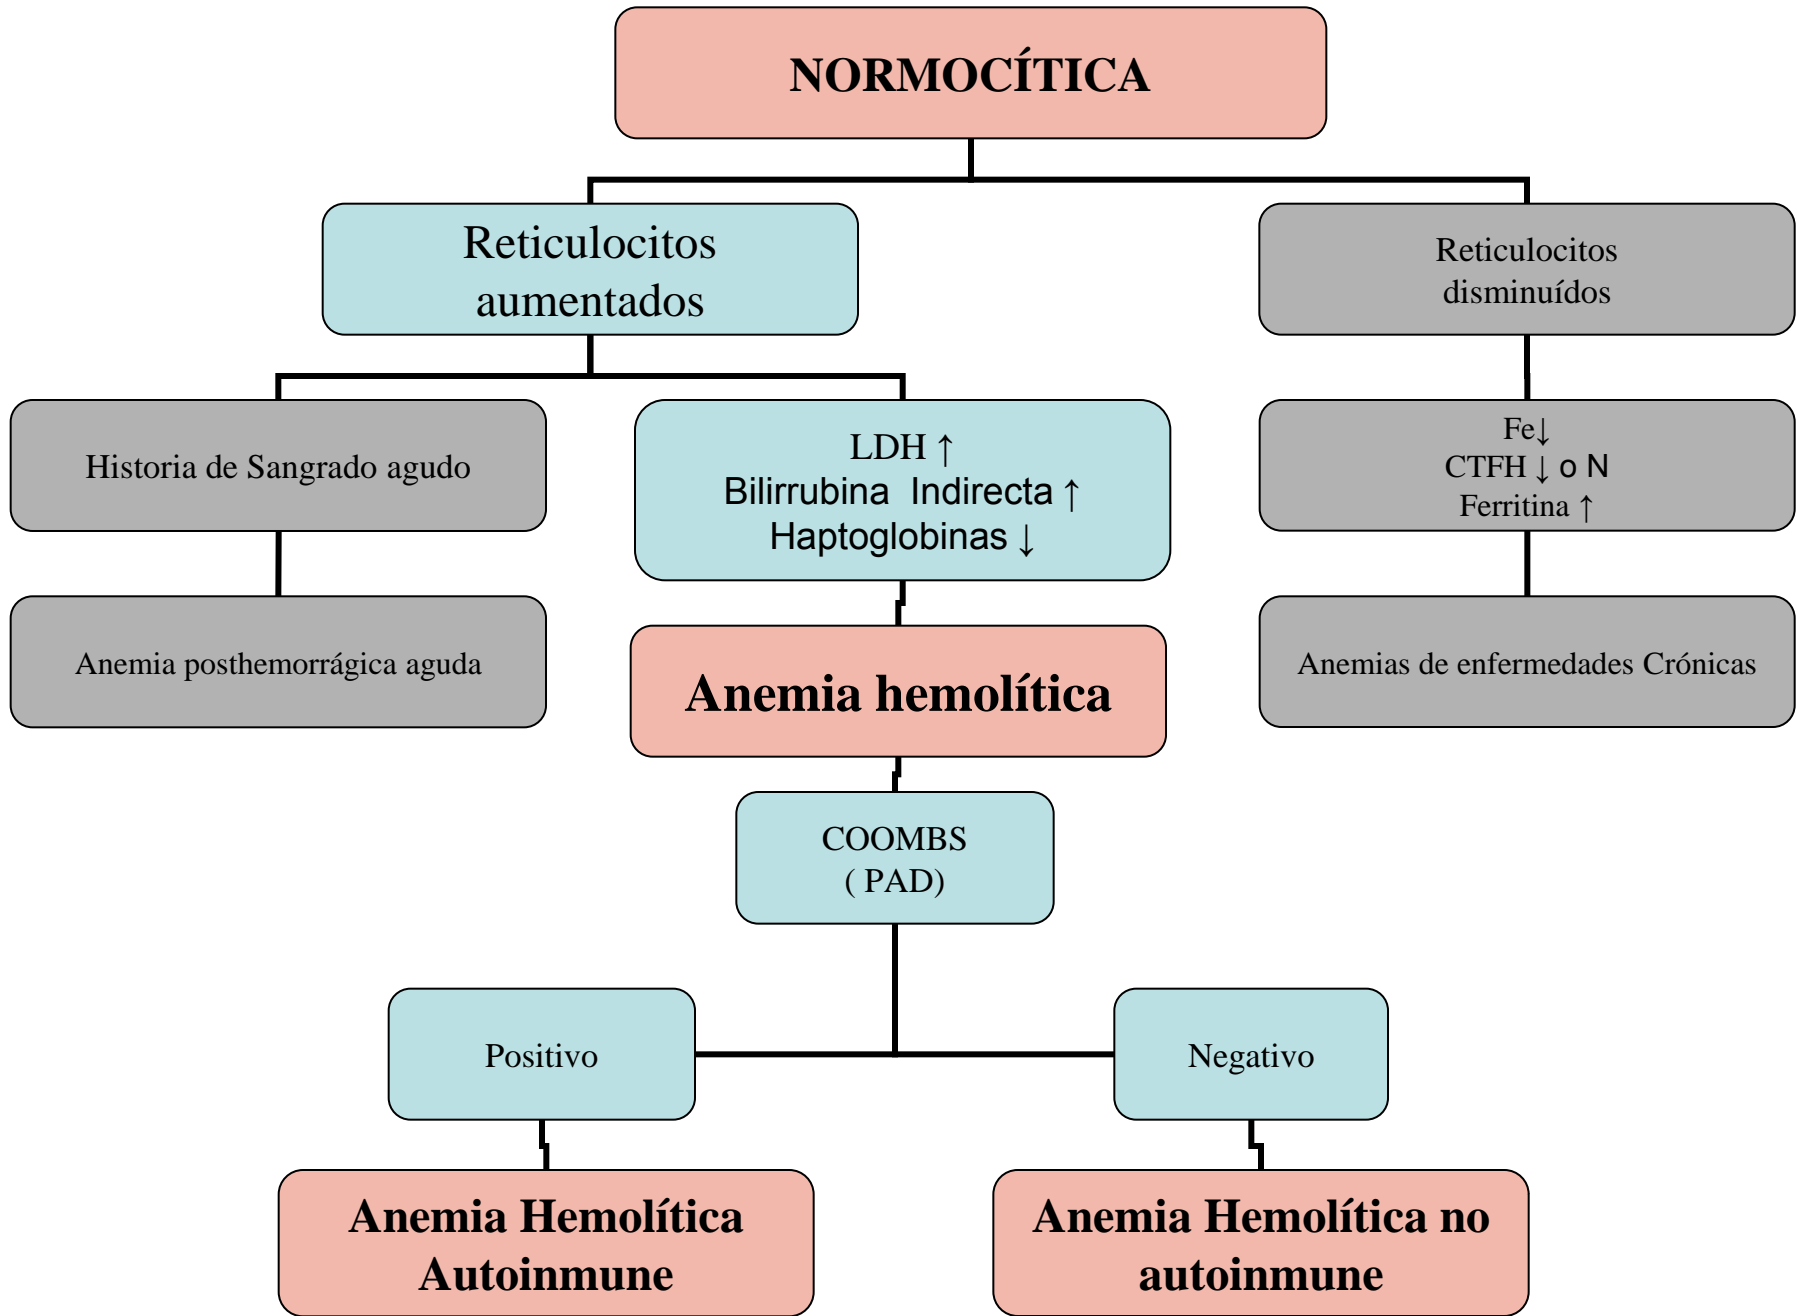 NORMOCÍTICA
Reticulocitos
aumentados
Reticulocitos
disminuídos
Historia de Sangrado agudo
LDH ↑
Bilirrubina Indirecta ↑
Haptoglobinas ↓
Fe↓
CTFH ↓ o N
Ferritina ↑
Anemia posthemorrágica aguda
Anemia hemolítica
Anemias de enfermedades Crónicas
COOMBS
( PAD)
Positivo
Negativo
Anemia Hemolítica
Autoinmune
Anemia Hemolítica no
autoinmune